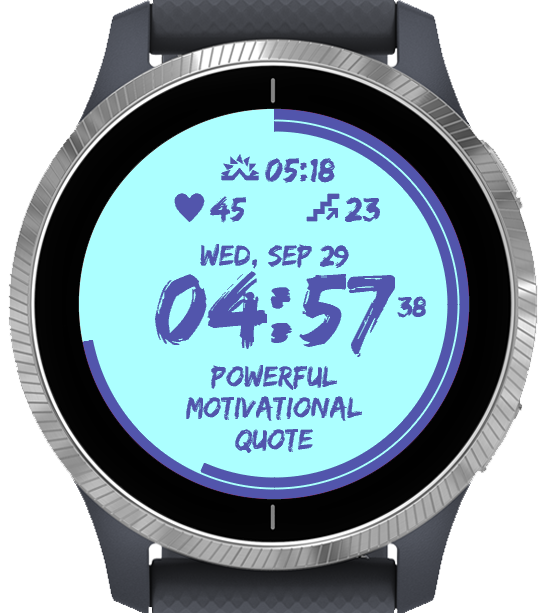 05:18
45 23
WED, SEP 29
04:57 38
POWERFUL
MOTIVATIONAL
QUOTE